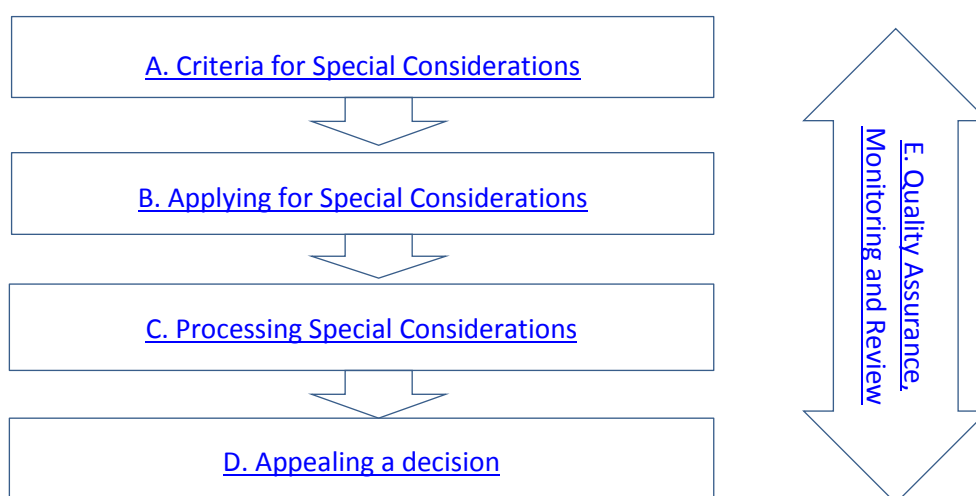 A. Criteria for Special Considerations
B. Applying for Special Considerations
C. Processing Special Considerations
D. Appealing a decision
E. Quality Assurance,
Monitoring and Review